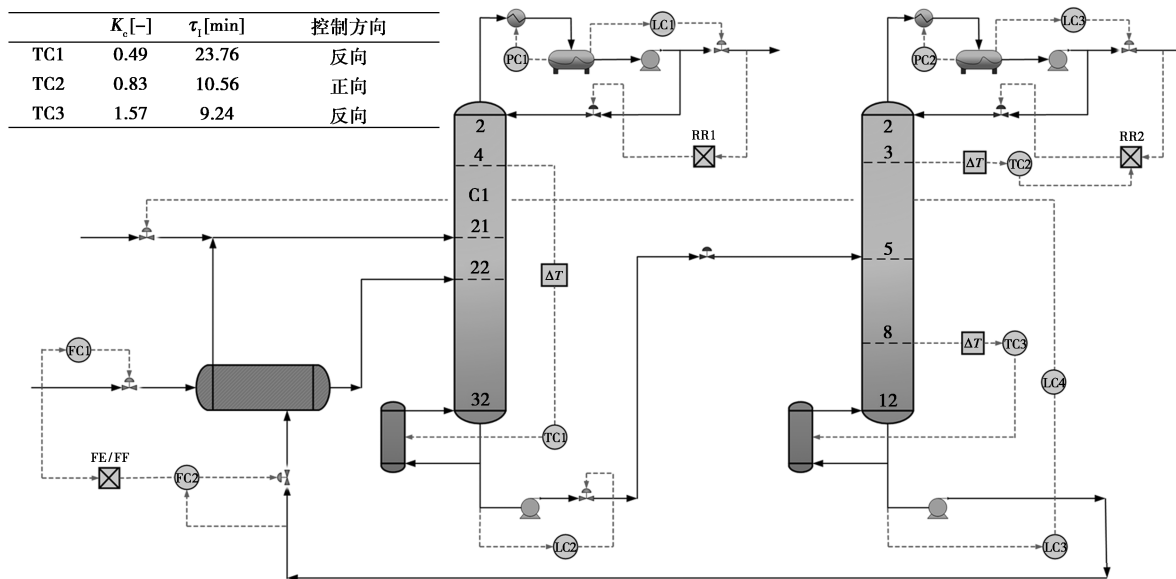 K_c[-] τ_I[min] 控制方向
TC1 0.49 23.76 反向
TC2 0.83 10.56 正向
TC3 1.57 9.24 反向
LC1
PC1
2
4
RR1
C1
21
22
ΔT
32
TC1
LC2
FC1
FE/FF
FC2
LC3
PC2
2
3
ΔT
TC2
RR2
5
8
ΔT
TC3
LC4
12
LC3